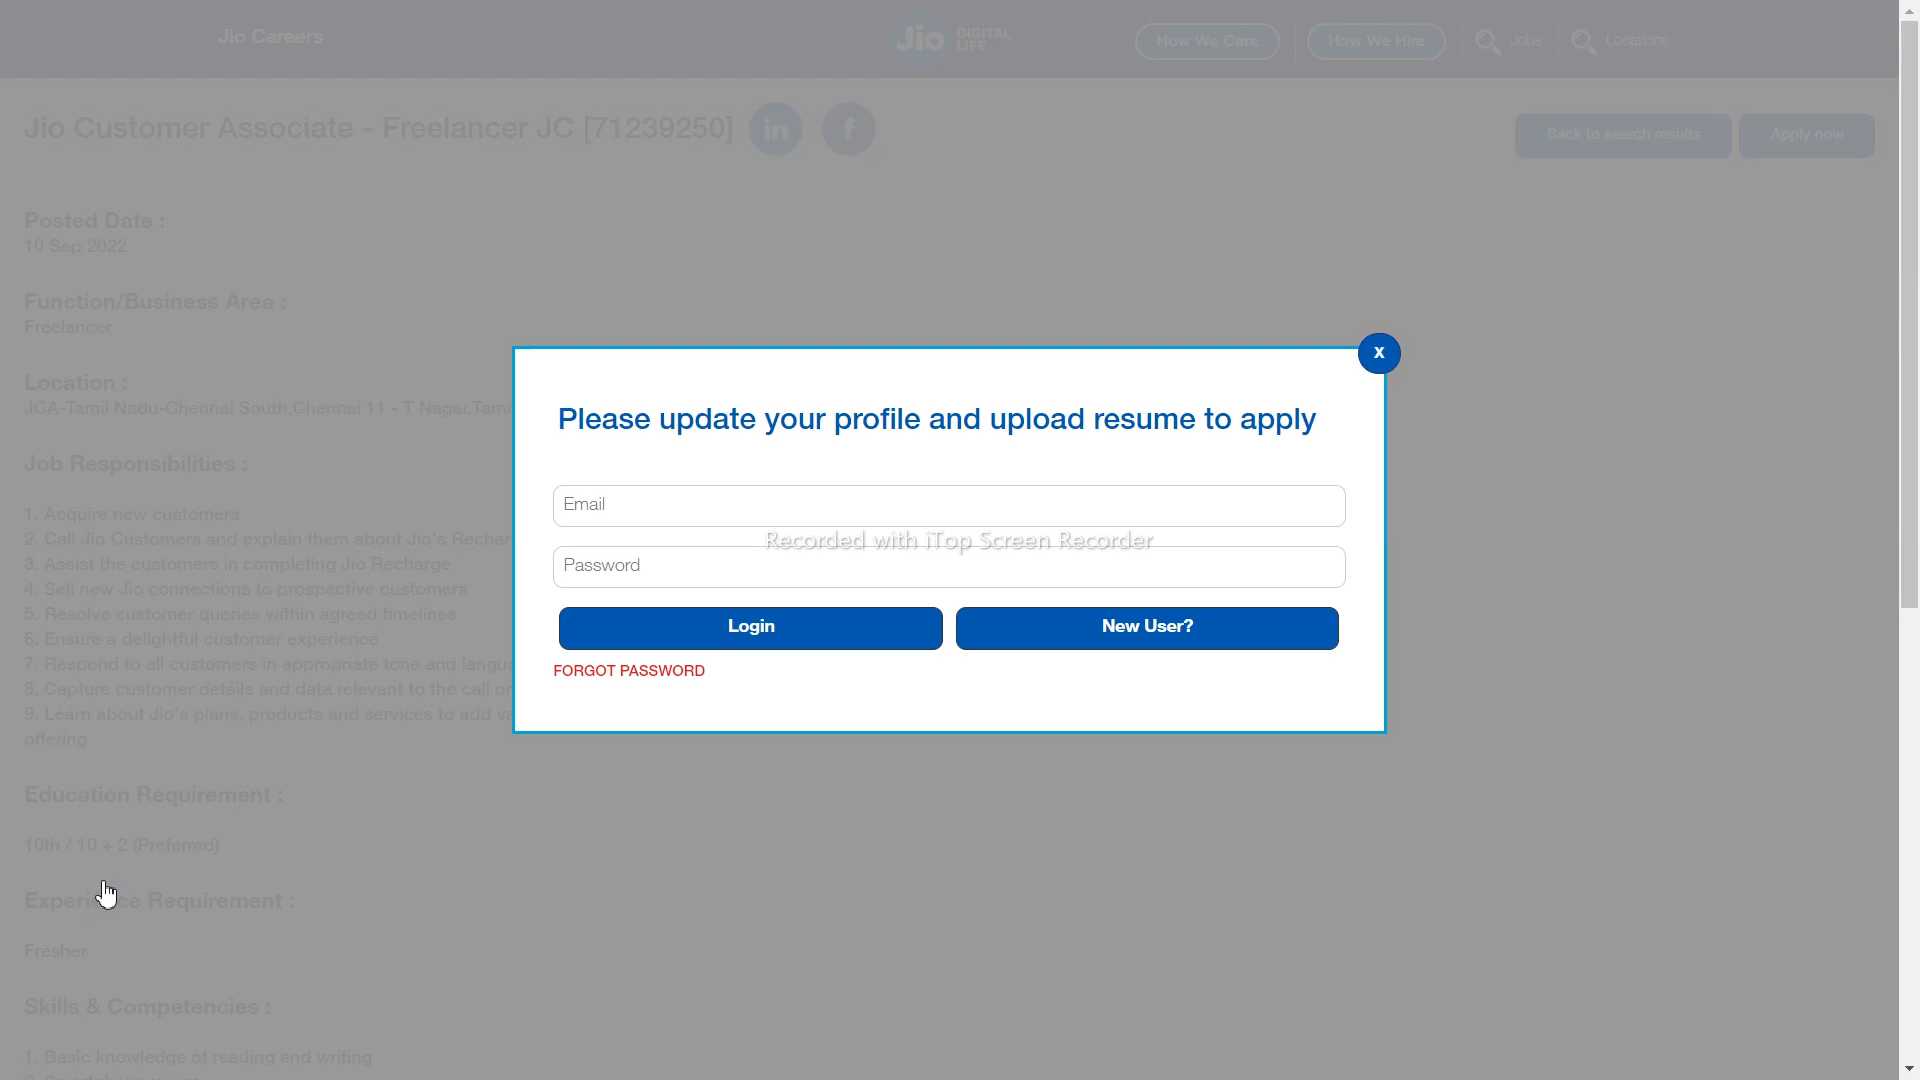 Jio Careers
Jio DIGITAL LIFE
How We Care
How We Hire
Jobs
Locations
Jio Customer Associate - Freelancer JC [71239250]
in
f
Back to search results
Apply now
Posted Date :
10 Sep 2022
Function/Business Area :
Freelancer
Location :
JCA-Tamil Nadu-Chennai South,Chennai 11 - T Nagar,Tami
Job Responsibilities :
1. Acquire new customers
2. Call Jio Customers and explain them about Jio's Rechar
3. Assist the customers in completing Jio Recharge
4. Sell new Jio connections to prospective customers
5. Resolve customer queries within agreed timelines
6. Ensure a delightful customer experience
7. Respond to all customers in appropriate tone and langua
8. Capture customer details and data relevant to the call or
9. Learn about Jio's plans, products and services to add va
offering
Education Requirement :
10th / 10 + 2 (Preferred)
Experience Requirement :
Fresher
Skills & Competencies :
1. Basic knowledge of reading and writing
x
Please update your profile and upload resume to apply
Email
Recorded with iTop Screen Recorder
Password
Login
New User?
FORGOT PASSWORD